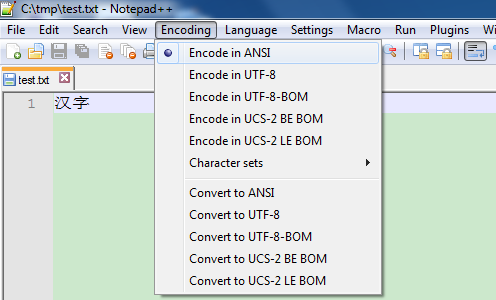 C:\tmp\test.txt - Notepad++
File Edit Search View Encoding Language Settings Macro Run Plugins
test.txt
1 汉字
Encode in ANSI
Encode in UTF-8
Encode in UTF-8-BOM
Encode in UCS-2 BE BOM
Encode in UCS-2 LE BOM
Character sets
Convert to ANSI
Convert to UTF-8
Convert to UTF-8-BOM
Convert to UCS-2 BE BOM
Convert to UCS-2 LE BOM